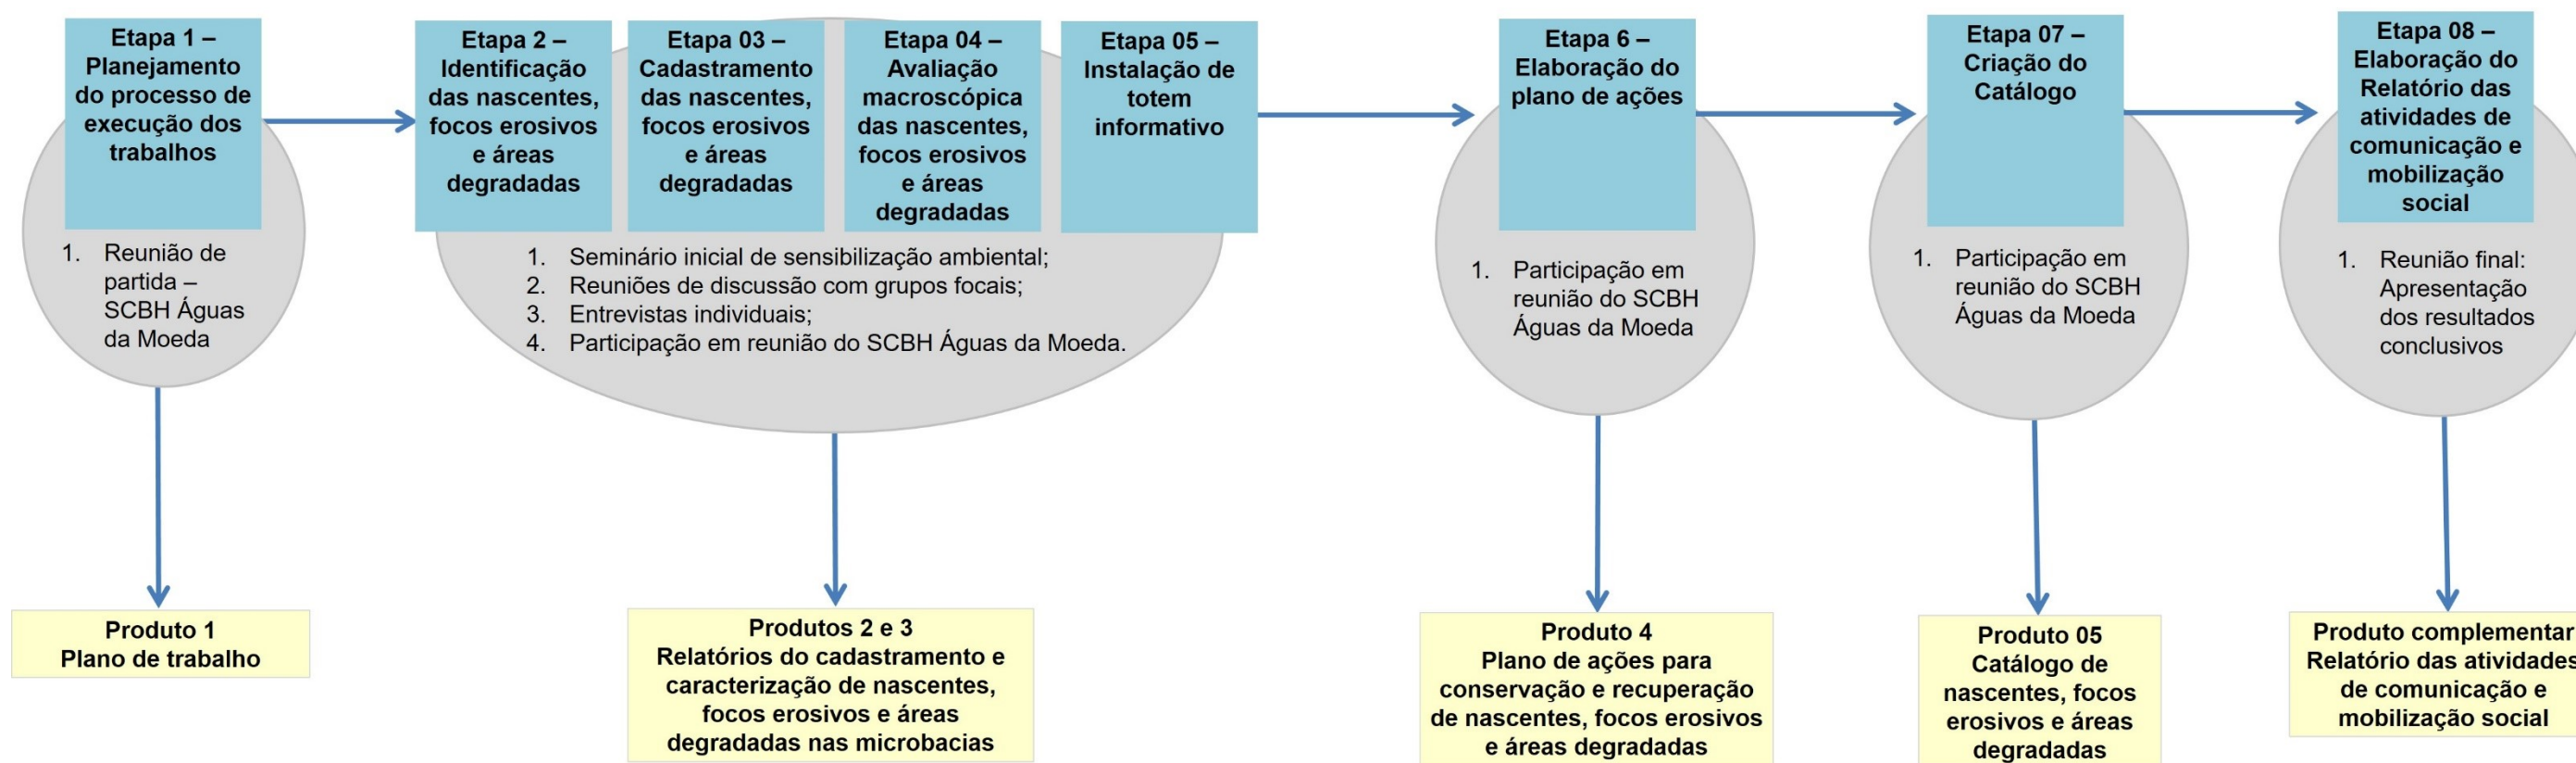 Etapa 1 –
Planejamento
do processo de
execução dos
trabalhos
1. Reunião de
partida –
SCBH Águas
da Moeda
Etapa 2 –
Identificação
das nascentes,
focos erosivos
e áreas
degradadas
Etapa 03 –
Cadastramento
das nascentes,
focos erosivos
e áreas
degradadas
Etapa 04 –
Avaliação
macroscópica
das nascentes,
focos erosivos
e áreas
degradadas
Etapa 05 –
Instalação de
totem
informativo
1. Seminário inicial de sensibilização ambiental;
2. Reuniões de discussão com grupos focais;
3. Entrevistas individuais;
4. Participação em reunião do SCBH Águas da Moeda.
Etapa 6 –
Elaboração do
plano de ações
1. Participação em
reunião do SCBH
Águas da Moeda
Etapa 07 –
Criação do
Catálogo
1. Participação em
reunião do SCBH
Águas da Moeda
Etapa 08 –
Elaboração do
Relatório das
atividades de
comunicação e
mobilização
social
1. Reunião final:
Apresentação
dos resultados
conclusivos
Produto 1
Plano de trabalho
Produtos 2 e 3
Relatórios do cadastramento e
caracterização de nascentes,
focos erosivos e áreas
degradadas nas microbacias
Produto 4
Plano de ações para
conservação e recuperação
de nascentes, focos erosivos
e áreas degradadas
Produto 05
Catálogo de
nascentes, focos
erosivos e áreas
degradadas
Produto complementar
Relatório das atividades
de comunicação e
mobilização social